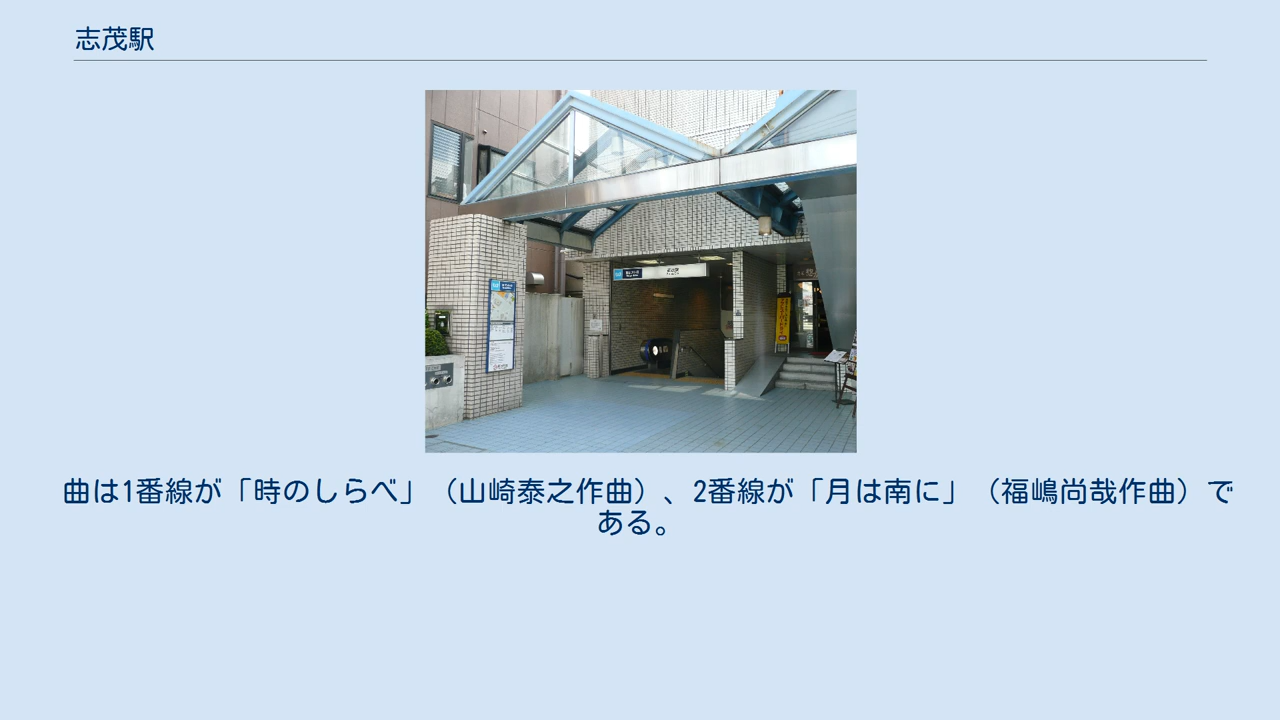 志茂駅
曲は1番線が「時のしらべ」（山崎泰之作曲）、2番線が「月は南に」（福嶋尚哉作曲）で
ある。